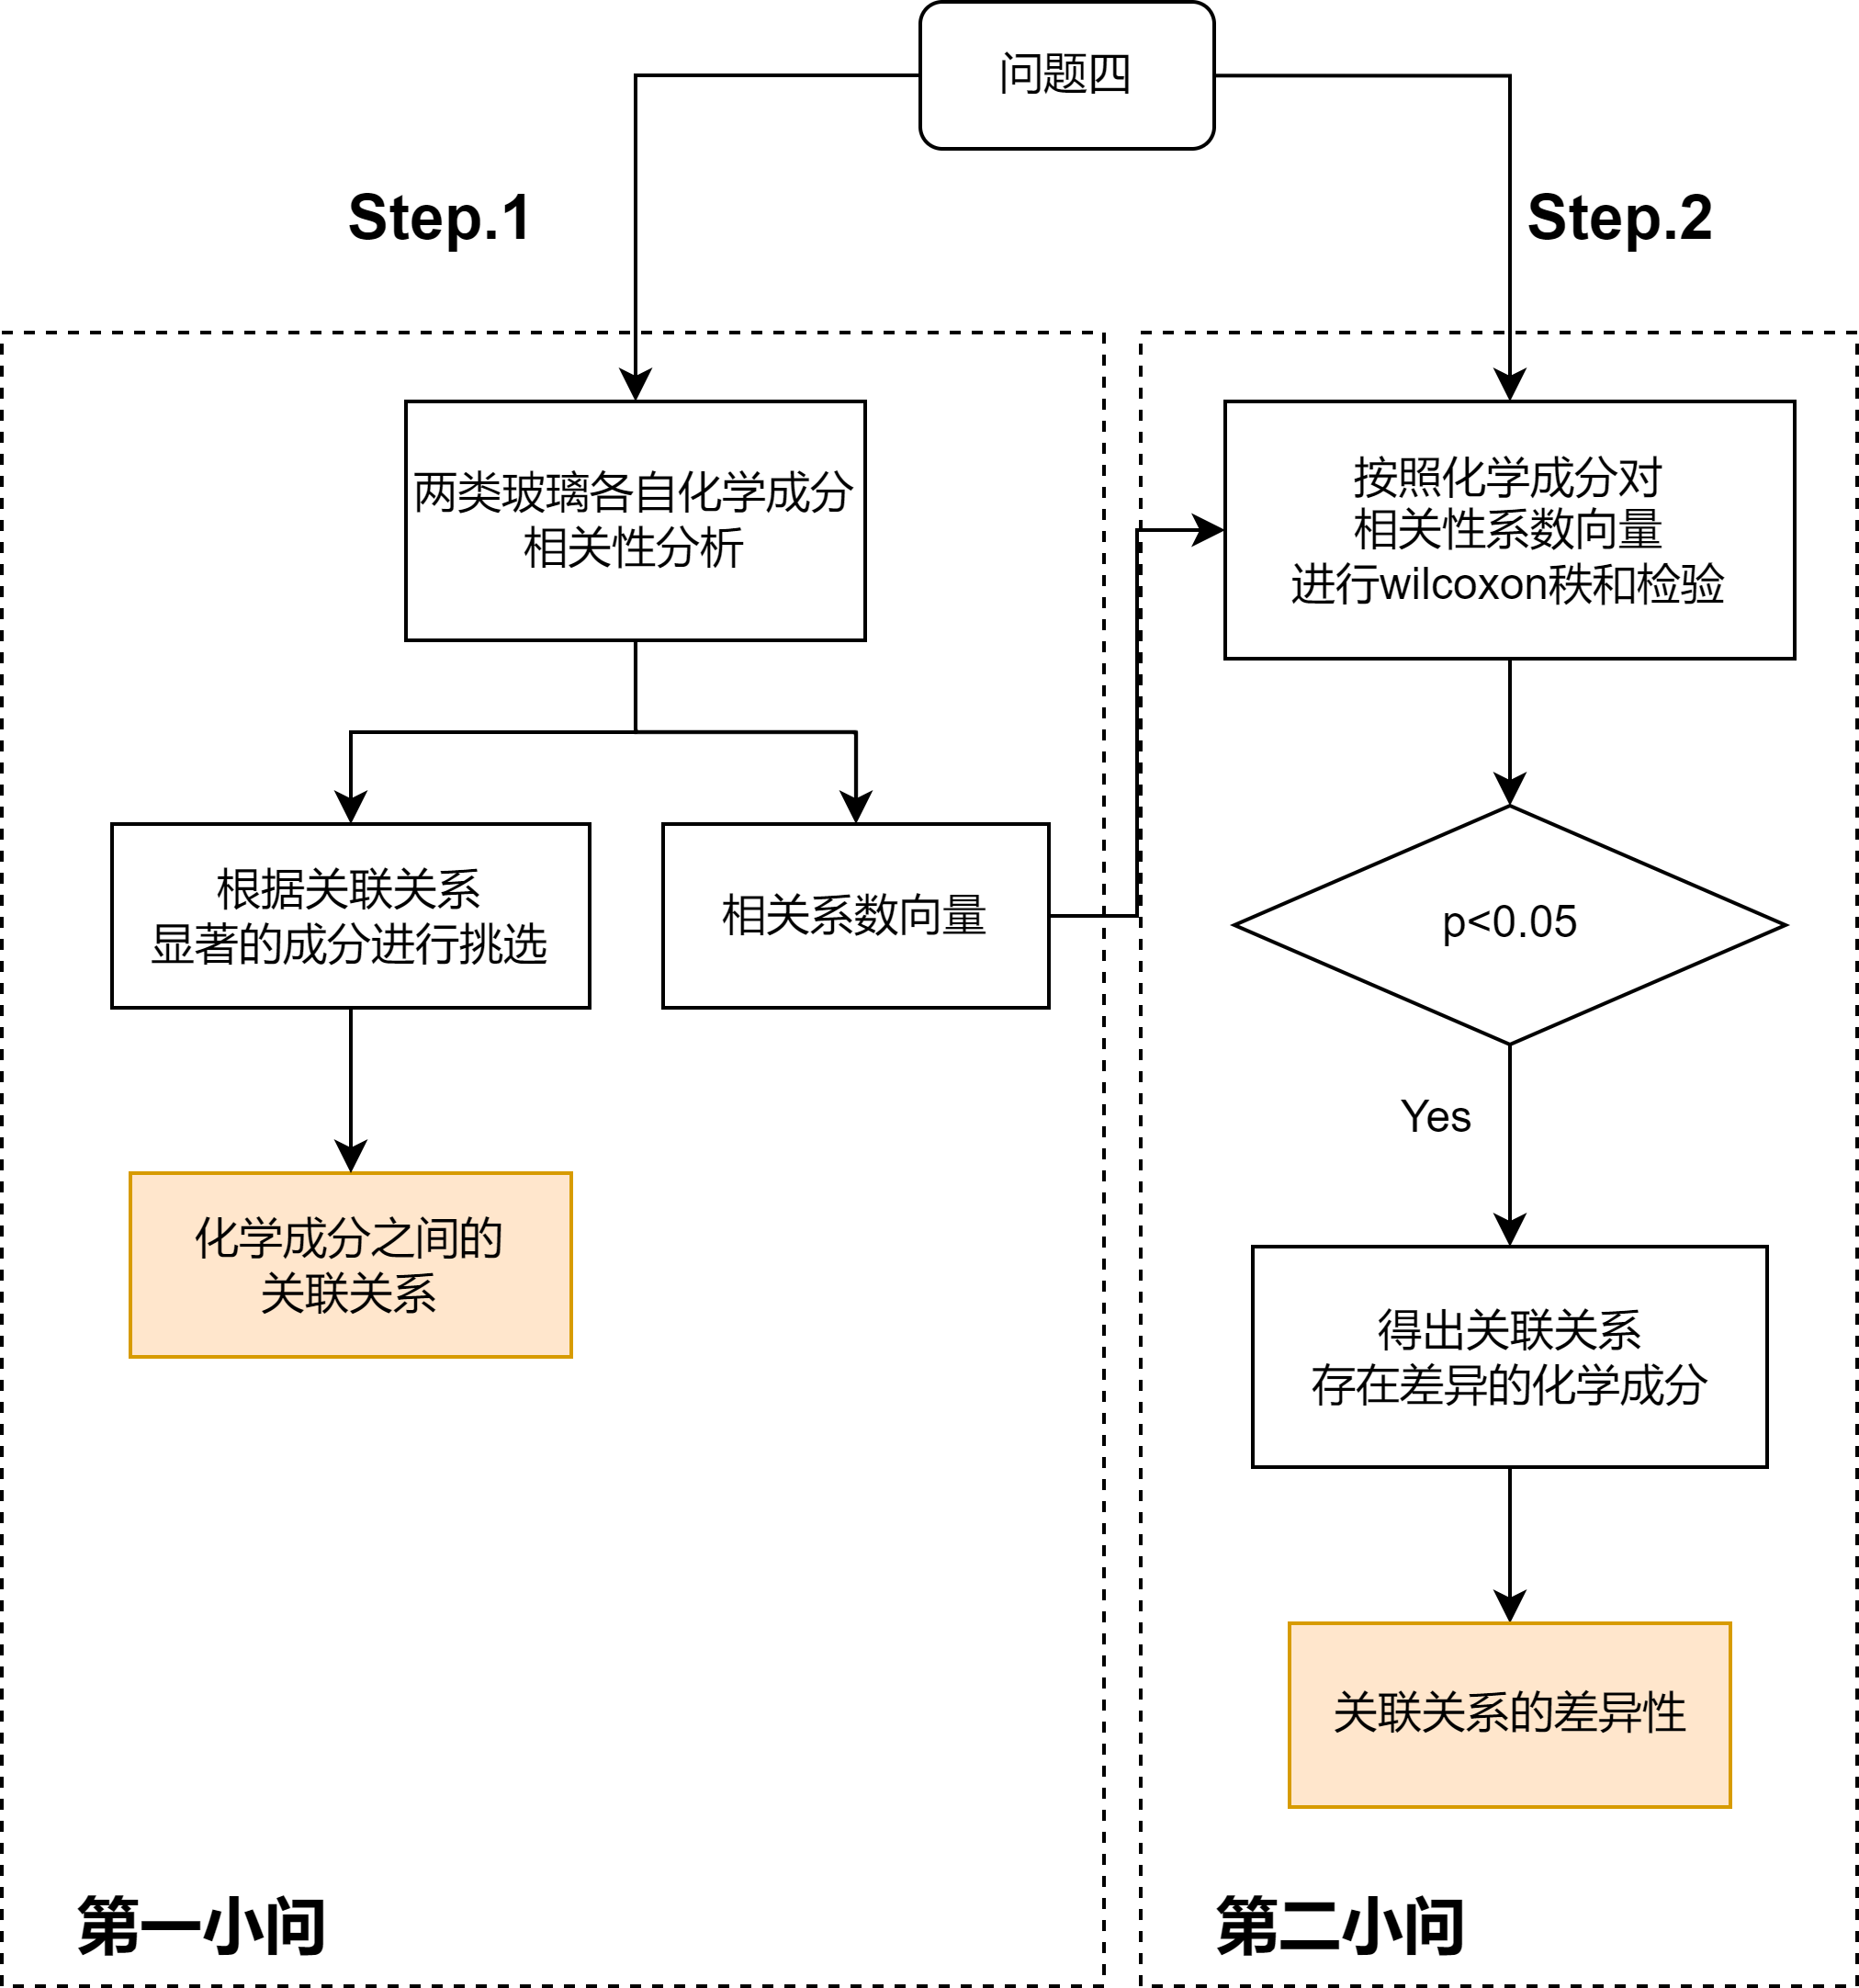 问题四
Step.1
Step.2
两类玻璃各自化学成分
相关性分析
根据关联关系
显著的成分进行挑选
相关系数向量
化学成分之间的
关联关系
第一小问
按照化学成分对
相关性系数向量
进行wilcoxon秩和检验
p<0.05
Yes
得出关联关系
存在差异的化学成分
关联关系的差异性
第二小问